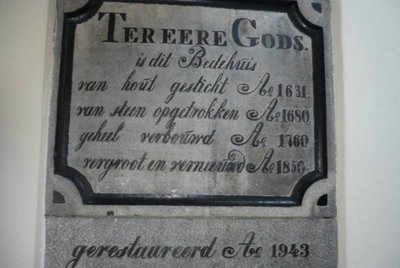 TER EERE GODS.
is dit Bedehuis
van hout gesticht Ao 1631,
van steen opgetrokken Ao 1680
geheel verbouwd Ao 1760
vergroot en vernieuwd Ao 1850.
gerestaureerd Ao 1943